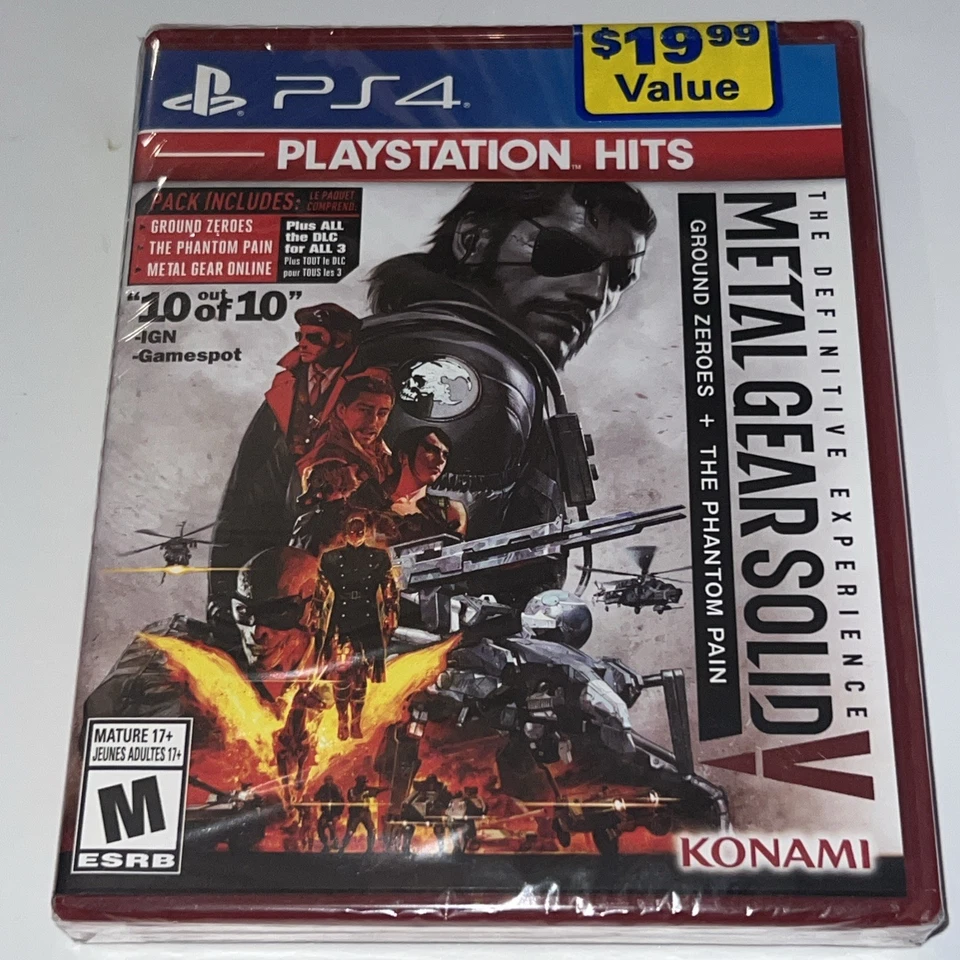 $19.99
Value
PS4
PLAYSTATION™ HITS
PACK INCLUDES:
LE PAQUET
COMPREND:
- GROUND ZEROES
- THE PHANTOM PAIN
- METAL GEAR ONLINE
Plus ALL
the DLC
for ALL 3
Plus TOUT le DLC
pour TOUS les 3
"10 out of 10"
-IGN
-Gamespot
THE DEFINITIVE EXPERIENCE
METAL GEAR SOLID V
GROUND ZEROES + THE PHANTOM PAIN
MATURE 17+
JEUNES ADULTES 17+
M
ESRB
KONAMI